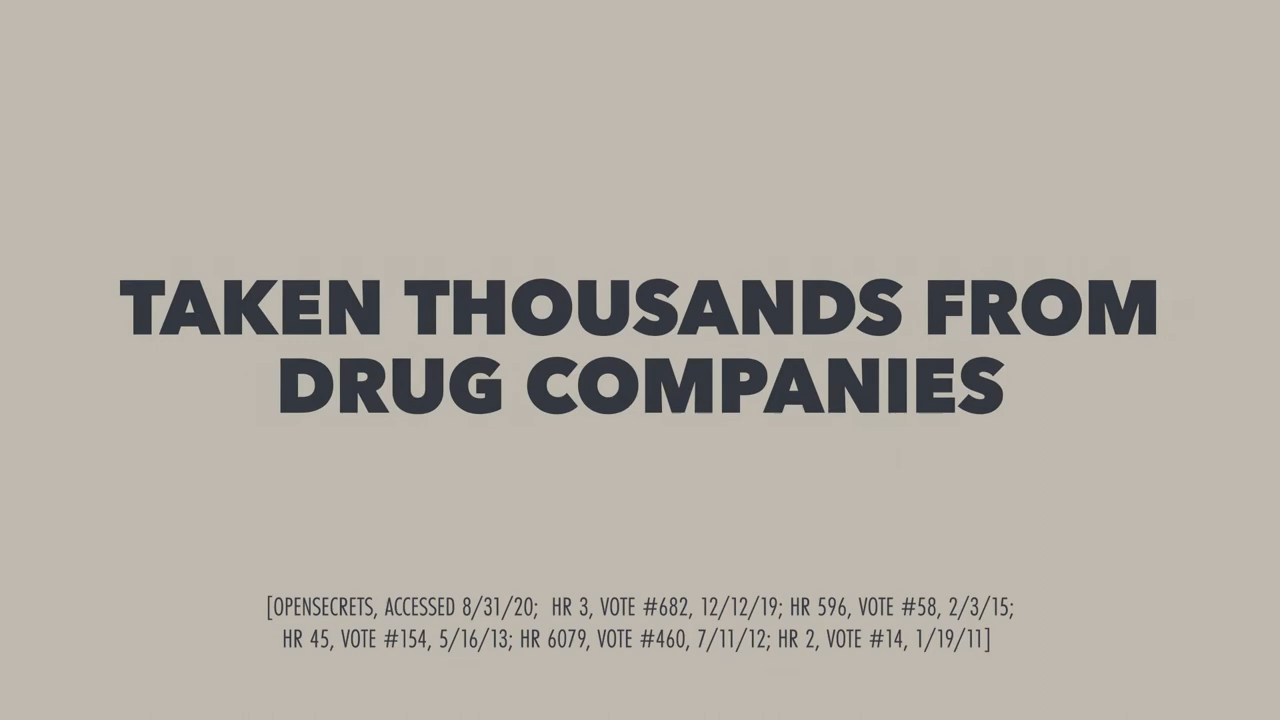 TAKEN THOUSANDS FROM
DRUG COMPANIES
[OPENSECRETS, ACCESSED 8/31/20; HR 3, VOTE #682, 12/12/19; HR 596, VOTE #58, 2/3/15;
HR 45, VOTE #154, 5/16/13; HR 6079, VOTE #460, 7/11/12; HR 2, VOTE #14, 1/19/11]